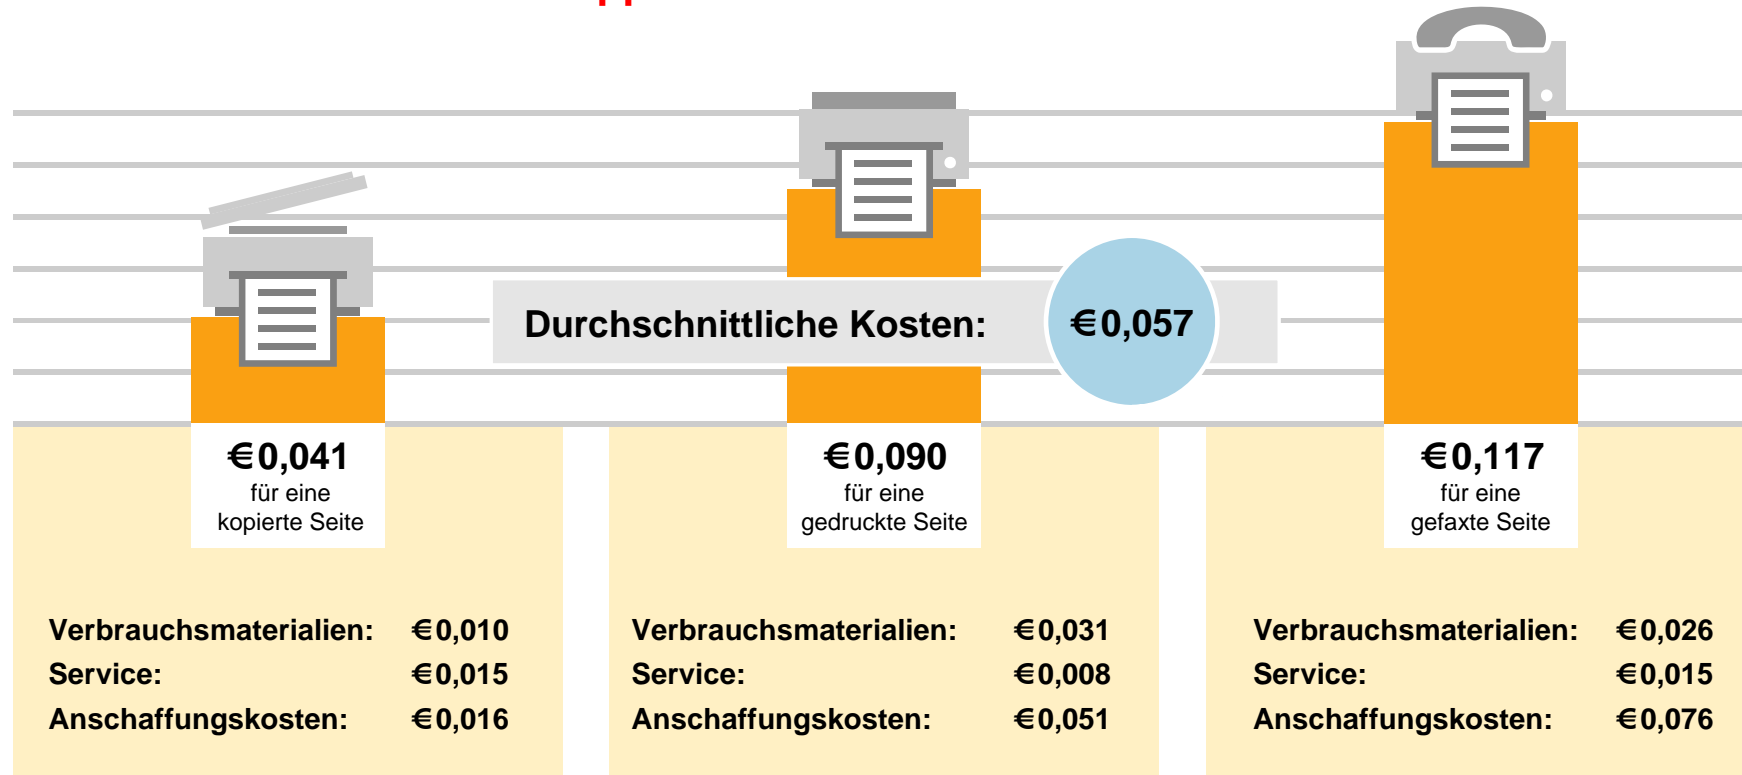 Durchschnittliche Kosten: €0,057
€0,041
für eine
kopierte Seite
€0,090
für eine
gedruckte Seite
€0,117
für eine
gefaxte Seite
Verbrauchsmaterialien: €0,010
Service: €0,015
Anschaffungskosten: €0,016
Verbrauchsmaterialien: €0,031
Service: €0,008
Anschaffungskosten: €0,051
Verbrauchsmaterialien: €0,026
Service: €0,015
Anschaffungskosten: €0,076